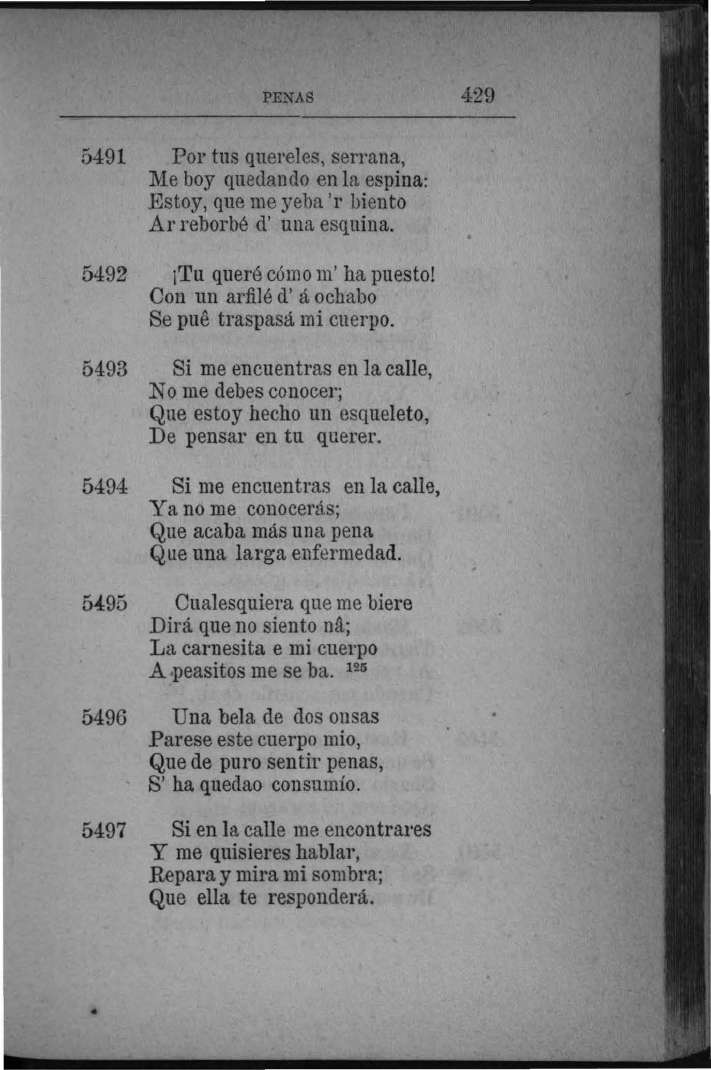 PENAS 429
5491 Por tus quereles, serrana,
Me boy quedando en la espina:
Estoy, que me yeba 'r biento
Ar reborbé d' una esquina.
5492 ¡Tu queré cómo m' ha puesto!
Con un arfilé d' á ochabo
Se puê traspasá mi cuerpo.
5493 Si me encuentras en la calle,
No me debes conocer;
Que estoy hecho un esqueleto,
De pensar en tu querer.
5494 Si me encuentras en la calle,
Ya no me conocerás;
Que acaba más una pena
Que una larga enfermedad.
5495 Cualesquiera que me biere
Dirá que no siento nâ;
La carnesita e mi cuerpo
A peasitos me se ba. 125
5496 Una bela de dos onsas
Parese este cuerpo mio,
Que de puro sentir penas,
S' ha quedao consumío.
5497 Si en la calle me encontrares
Y me quisieres hablar,
Repara y mira mi sombra;
Que ella te responderá.